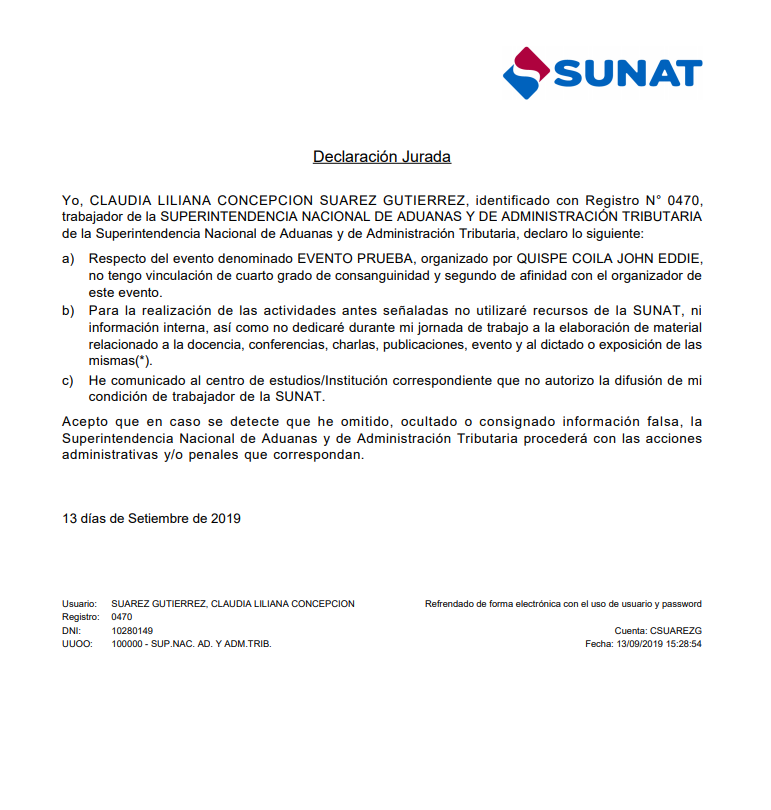 SUNAT
Declaración Jurada
Yo, CLAUDIA LILIANA CONCEPCION SUAREZ GUTIERREZ, identificado con Registro N° 0470,
trabajador de la SUPERINTENDENCIA NACIONAL DE ADUANAS Y DE ADMINISTRACIÓN TRIBUTARIA
de la Superintendencia Nacional de Aduanas y de Administración Tributaria, declaro lo siguiente:
a) Respecto del evento denominado EVENTO PRUEBA, organizado por QUISPE COILA JOHN EDDIE,
no tengo vinculación de cuarto grado de consanguinidad y segundo de afinidad con el organizador de
este evento.
b) Para la realización de las actividades antes señaladas no utilizaré recursos de la SUNAT, ni
información interna, así como no dedicaré durante mi jornada de trabajo a la elaboración de material
relacionado a la docencia, conferencias, charlas, publicaciones, evento y al dictado o exposición de las
mismas(*).
c) He comunicado al centro de estudios/Institución correspondiente que no autorizo la difusión de mi
condición de trabajador de la SUNAT.
Acepto que en caso se detecte que he omitido, ocultado o consignado información falsa, la
Superintendencia Nacional de Aduanas y de Administración Tributaria procederá con las acciones
administrativas y/o penales que correspondan.
13 días de Setiembre de 2019
Usuario: SUAREZ GUTIERREZ, CLAUDIA LILIANA CONCEPCION Refrendado de forma electrónica con el uso de usuario y password
Registro: 0470
DNI: 10280149 Cuenta: CSUAREZG
UUOO: 100000 - SUP.NAC. AD. Y ADM.TRIB. Fecha: 13/09/2019 15:28:54